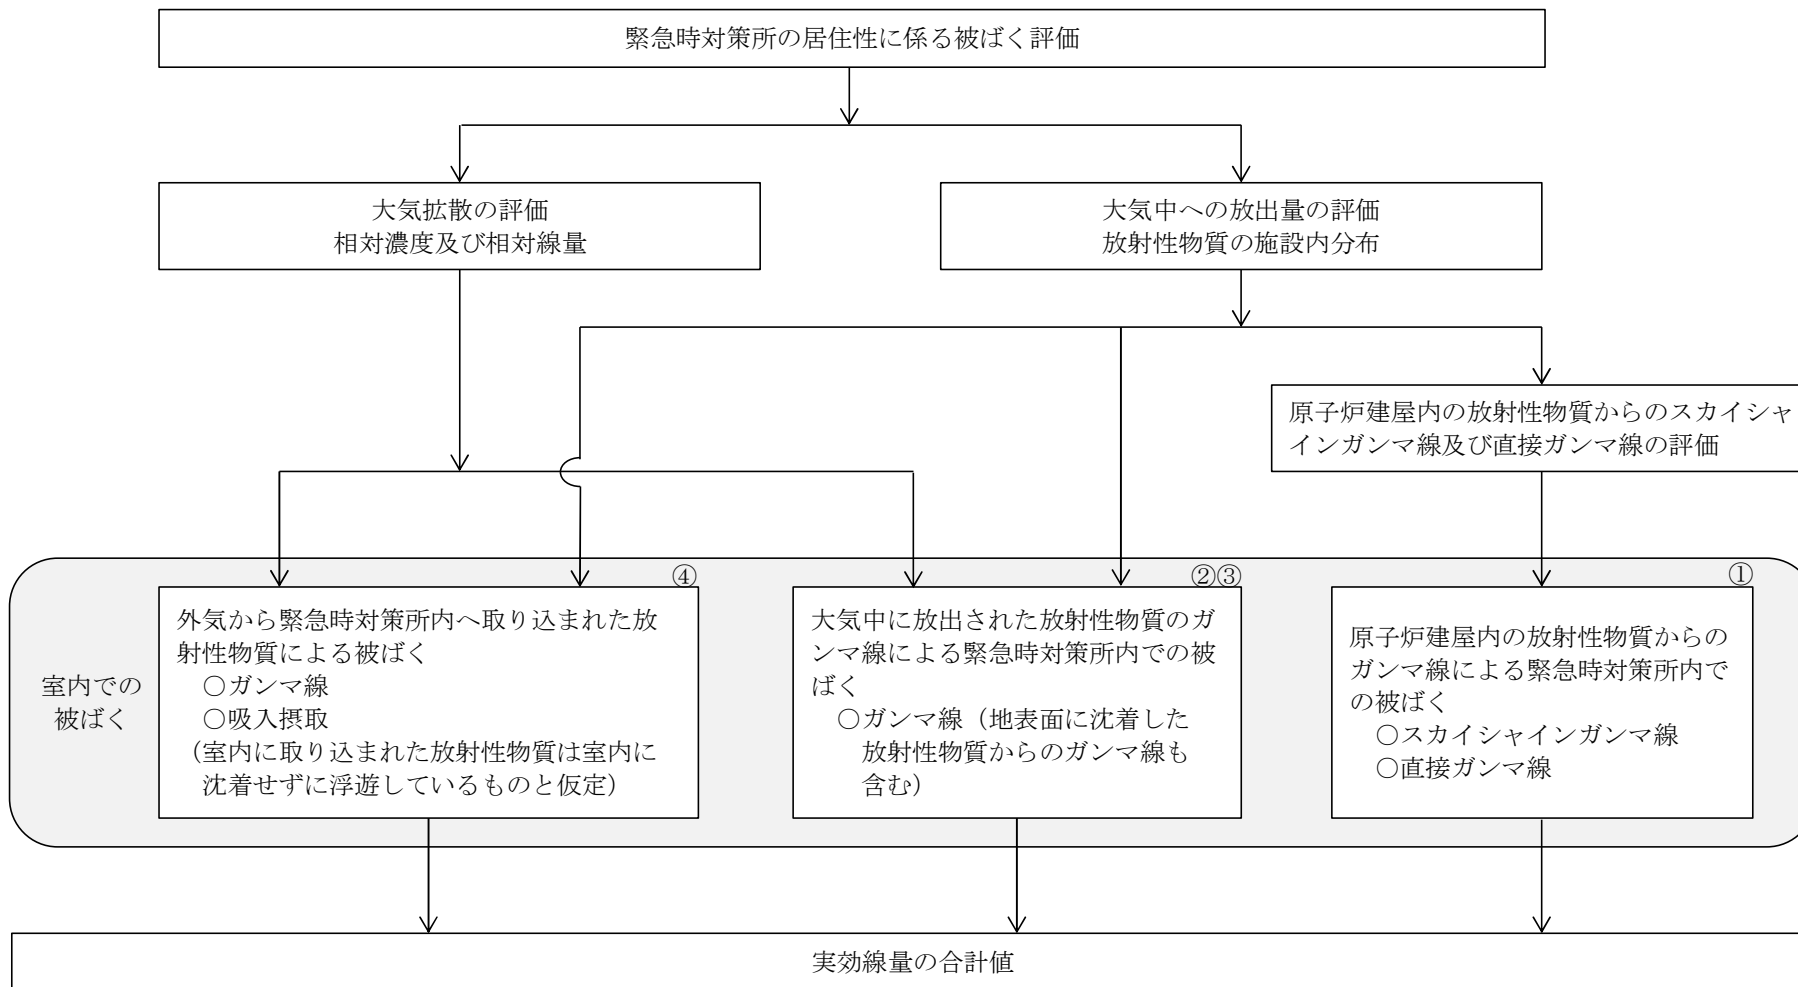 緊急時対策所の居住性に係る被ばく評価
大気拡散の評価
相対濃度及び相対線量
大気中への放出量の評価
放射性物質の施設内分布
原子炉建屋内の放射性物質からのスカイシャ
インガンマ線及び直接ガンマ線の評価
室内での
被ばく
④
外気から緊急時対策所内へ取り込まれた放
射性物質による被ばく
○ガンマ線
○吸入摂取
（室内に取り込まれた放射性物質は室内に
沈着せずに浮遊しているものと仮定）
②③
大気中に放出された放射性物質のガ
ンマ線による緊急時対策所内での被
ばく
○ガンマ線（地表面に沈着した
放射性物質からのガンマ線も
含む）
①
原子炉建屋内の放射性物質からの
ガンマ線による緊急時対策所内で
の被ばく
○スカイシャインガンマ線
○直接ガンマ線
実効線量の合計値